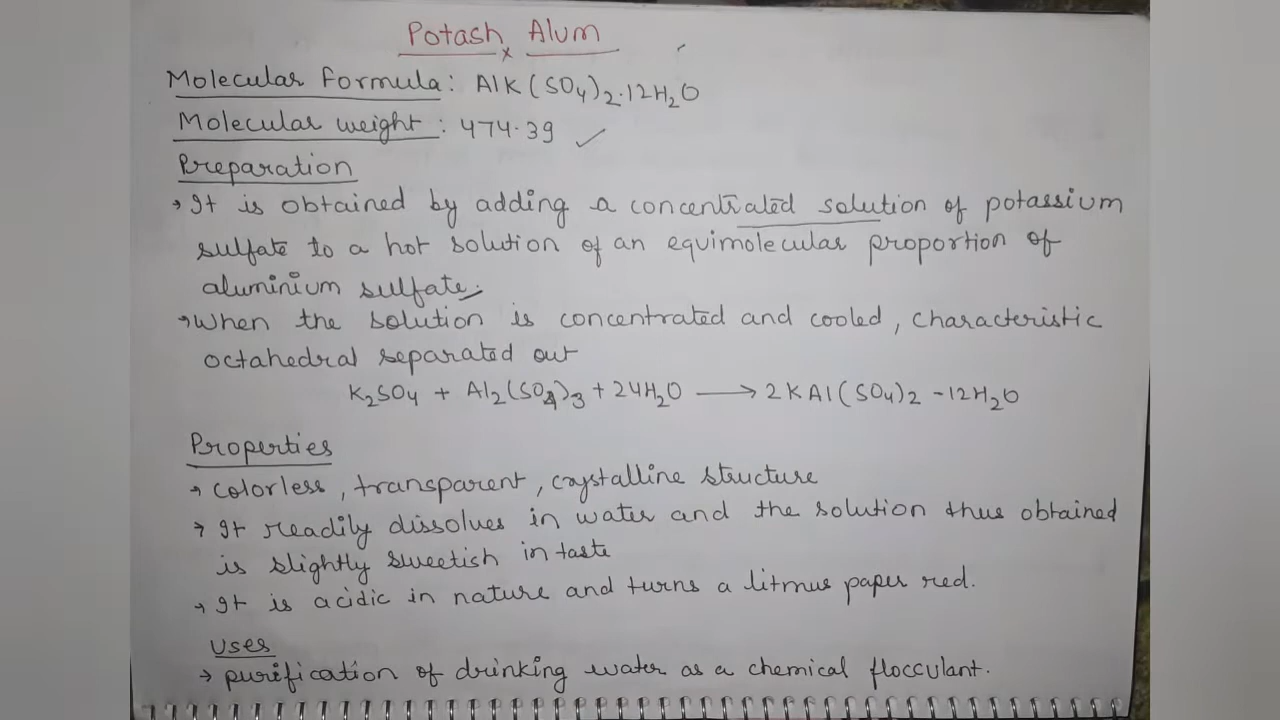 Potash Alum
Molecular formula: AlK(SO₄)₂.12H₂O
Molecular weight: 474.39
Preparation
→ It is obtained by adding a concentrated solution of potassium
sulfate to a hot solution of an equimolecular proportion of
aluminium sulfate.
→ When the solution is concentrated and cooled, characteristic
octahedral separated out
K₂SO₄ + Al₂(SO₄)₃ + 24H₂O → 2KAl(SO₄)₂ - 12H₂O
Properties
→ colorless, transparent, crystalline structure
→ It readily dissolves in water and the solution thus obtained
is slightly sweetish in taste
→ It is acidic in nature and turns a litmus paper red.
Uses
→ purification of drinking water as a chemical flocculant.